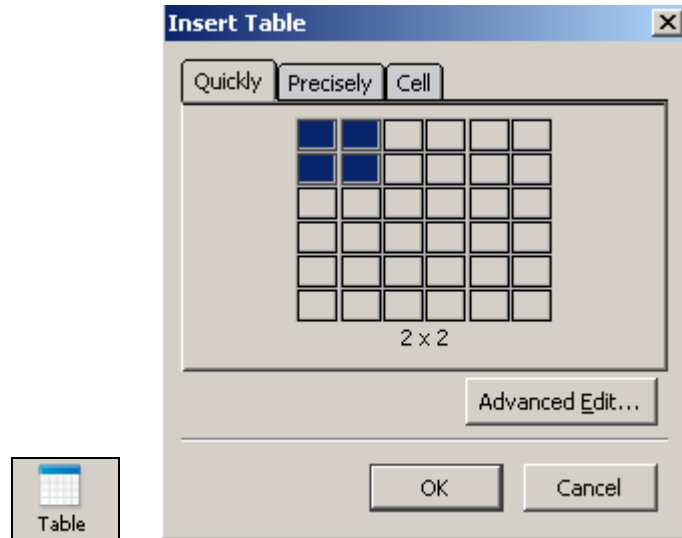 Insert Table
Quickly Precisely Cell
2 x 2
Advanced Edit...
OK Cancel
Table